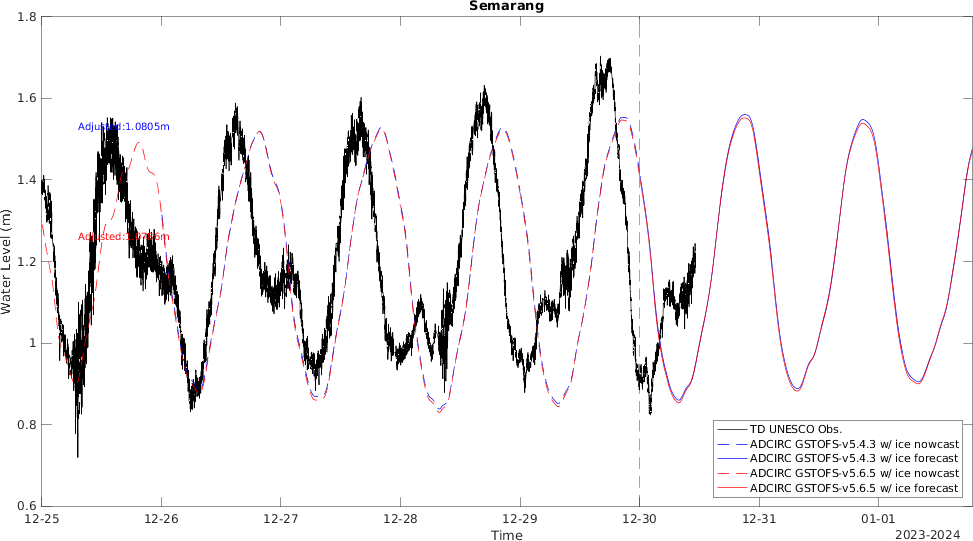 Semarang
1.8
1.6
1.4
1.2
1
0.8
0.6
Water Level (m)
Adjusted:1.0805m
12-25
12-26
12-27
12-28
12-29
12-30
12-31
01-01
Time
2023-2024
TD UNESCO Obs.
ADCIRC GSTOFS-v5.4.3 w/ ice nowcast
ADCIRC GSTOFS-v5.4.3 w/ ice forecast
ADCIRC GSTOFS-v5.6.5 w/ ice nowcast
ADCIRC GSTOFS-v5.6.5 w/ ice forecast